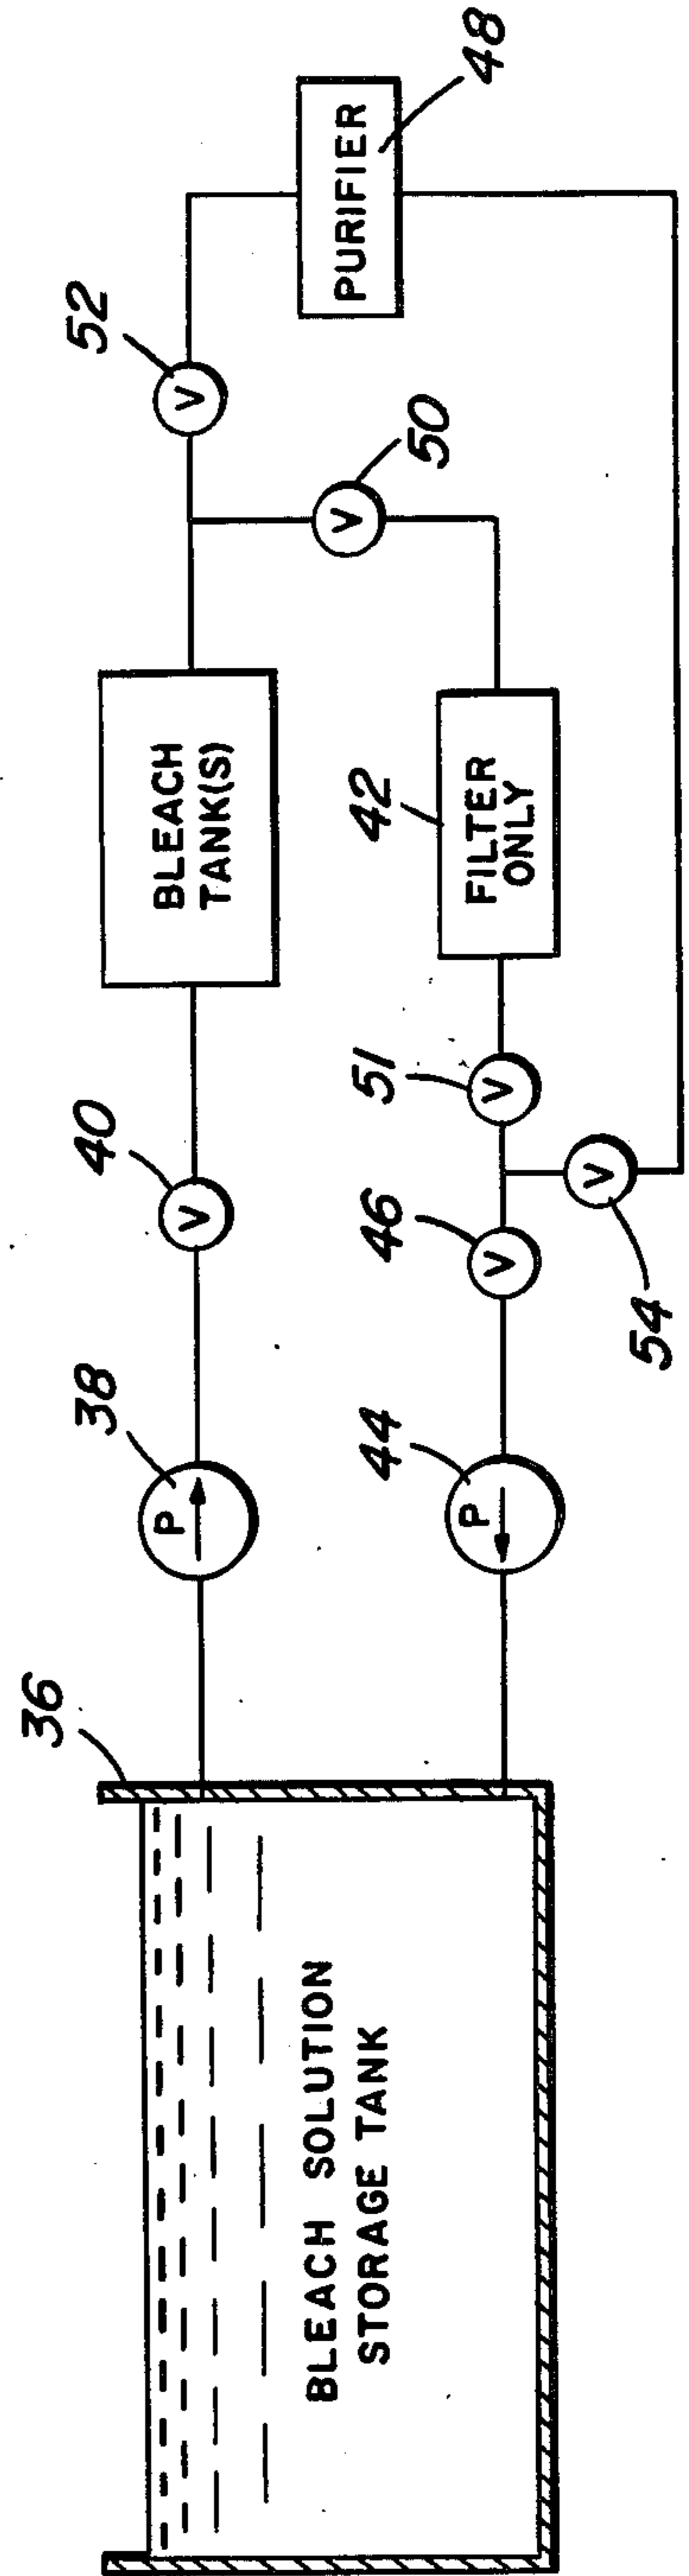 36
BLEACH SOLUTION
STORAGE TANK
38
P
40
V
BLEACH
TANK(S)
52
V
50
V
PURIFIER
48
44
P
46
V
51
V
54
V
42
FILTER
ONLY